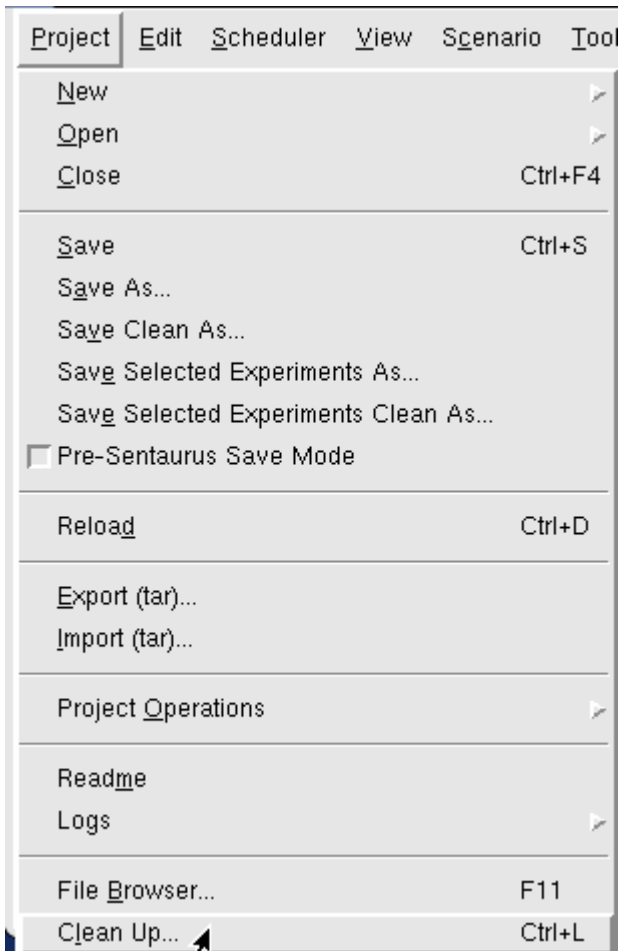 Project Edit Scheduler View Scenario Tool
New
Open
Close Ctrl+F4
Save Ctrl+S
Save As...
Save Clean As...
Save Selected Experiments As...
Save Selected Experiments Clean As...
Pre-Sentaurus Save Mode
Reload Ctrl+D
Export (tar)...
Import (tar)...
Project Operations
Readme
Logs
File Browser... F11
Clean Up... Ctrl+L